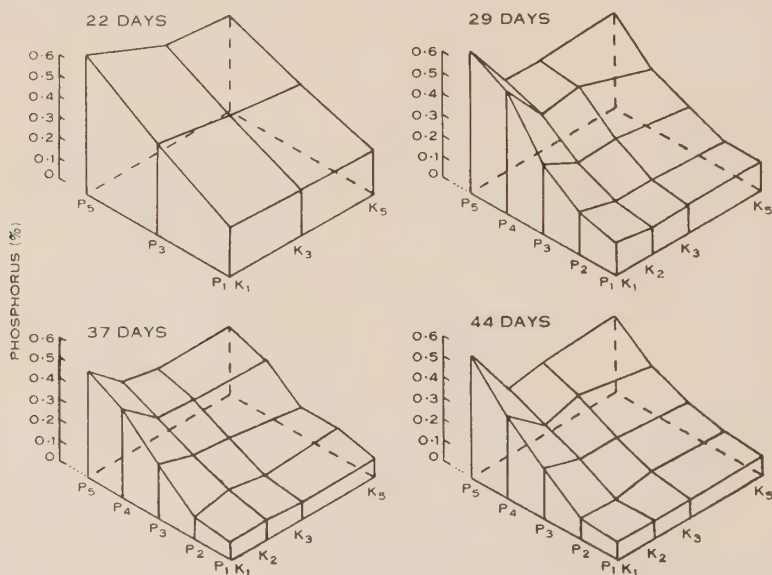 22 DAYS
0·6
0·5
0·4
0·3
0·2
0·1
0
P5
P3
P1 K1
K3
K5
29 DAYS
0·6
0·5
0·4
0·3
0·2
0·1
0
P5
P4
P3
P2
P1 K1
K2
K3
K5
PHOSPHORUS (%)
37 DAYS
0·6
0·5
0·4
0·3
0·2
0·1
0
P5
P4
P3
P2
P1 K1
K2
K3
K5
44 DAYS
0·6
0·5
0·4
0·3
0·2
0·1
0
P5
P4
P3
P2
P1 K1
K2
K3
K5